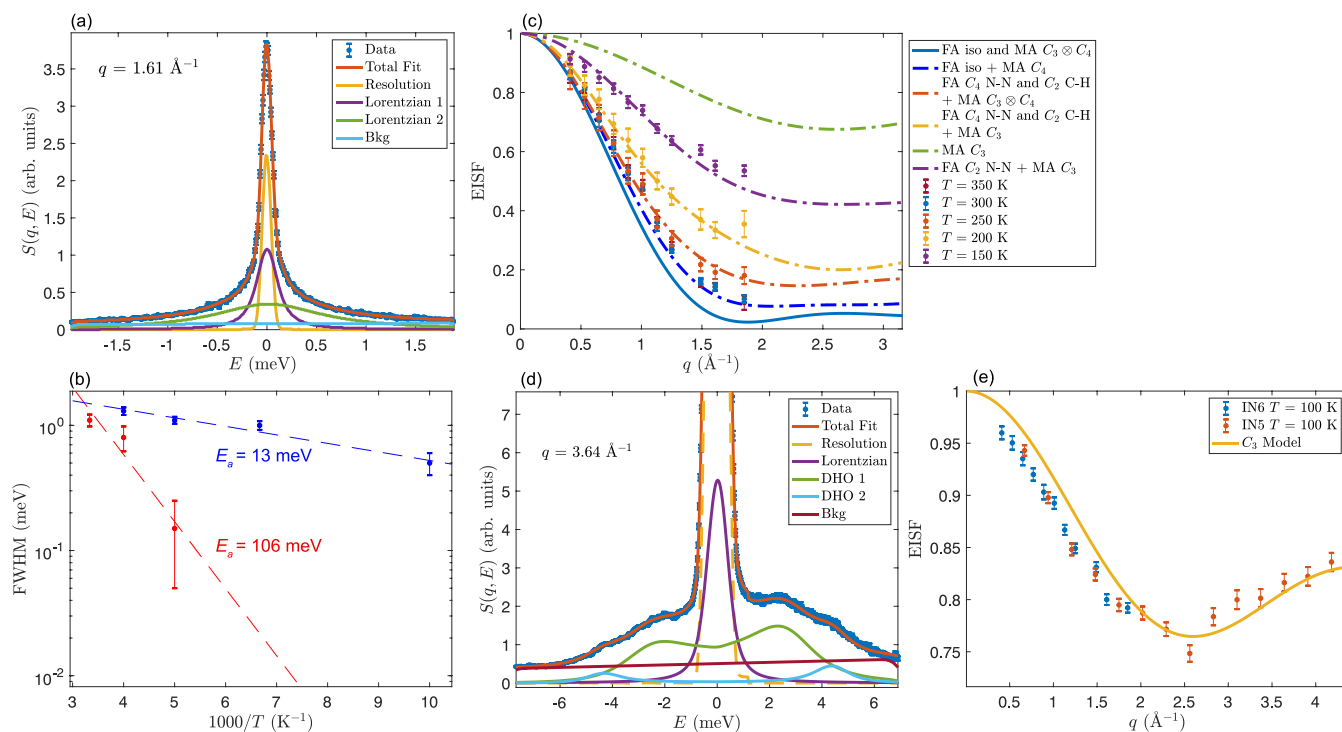 (a)
q = 1.61 Å⁻¹
Data
Total Fit
Resolution
Lorentzian 1
Lorentzian 2
Bkg
S(q, E) (arb. units)
3.5
3
2.5
2
1.5
1
0.5
0
-1.5 -1 -0.5 0 0.5 1 1.5
E (meV)
(c)
EISF
1
0.8
0.6
0.4
0.2
0
0 0.5 1 1.5 2 2.5 3
q (Å⁻¹)
FA iso and MA C₃ ⊗ C₄
FA iso + MA C₄
FA C₄ N-N and C₂ C-H
+ MA C₃ ⊗ C₄
FA C₄ N-N and C₂ C-H
+ MA C₃
MA C₃
FA C₂ N-N + MA C₃
T = 350 K
T = 300 K
T = 250 K
T = 200 K
T = 150 K
(b)
FWHM (meV)
10⁰
10⁻¹
10⁻²
Eₐ = 13 meV
Eₐ = 106 meV
3 4 5 6 7 8 9 10
1000/T (K⁻¹)
(d)
q = 3.64 Å⁻¹
Data
Total Fit
Resolution
Lorentzian
DHO 1
DHO 2
Bkg
S(q, E) (arb. units)
7
6
5
4
3
2
1
0
-6 -4 -2 0 2 4 6
E (meV)
(e)
IN6 T = 100 K
IN5 T = 100 K
C₃ Model
EISF
1
0.95
0.9
0.85
0.8
0.75
0.5 1 1.5 2 2.5 3 3.5 4
q (Å⁻¹)